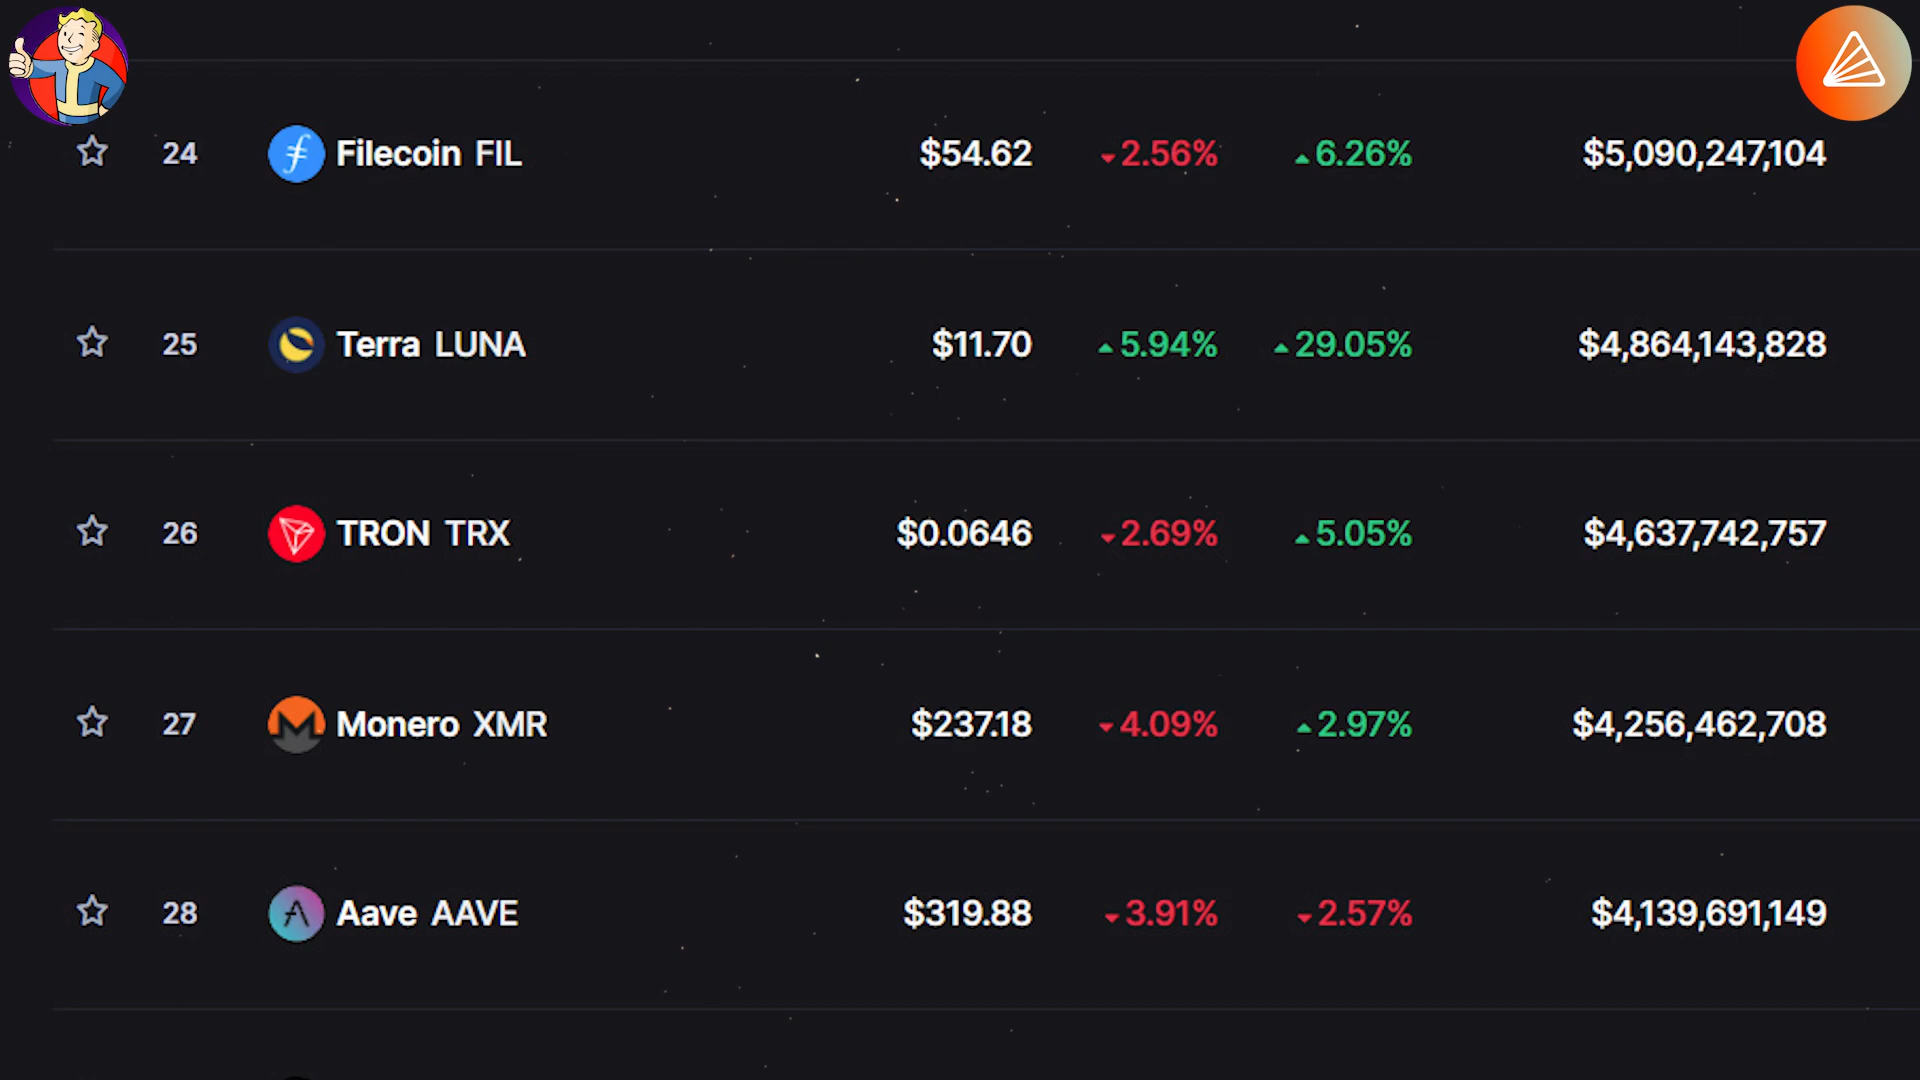 24 Filecoin FIL $54.62 2.56% 6.26% $5,090,247,104
25 Terra LUNA $11.70 5.94% 29.05% $4,864,143,828
26 TRON TRX $0.0646 2.69% 5.05% $4,637,742,757
27 Monero XMR $237.18 4.09% 2.97% $4,256,462,708
28 Aave AAVE $319.88 3.91% 2.57% $4,139,691,149